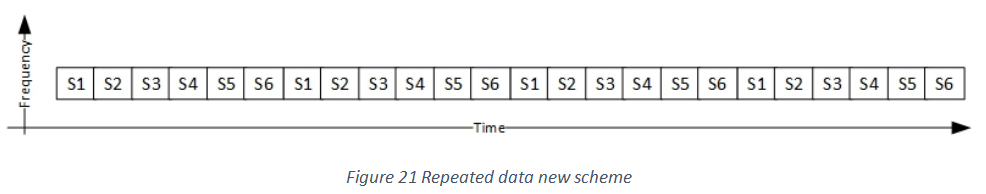 Frequency
S1 S2 S3 S4 S5 S6 S1 S2 S3 S4 S5 S6 S1 S2 S3 S4 S5 S6 S1 S2 S3 S4 S5 S6
Time
Figure 21 Repeated data new scheme